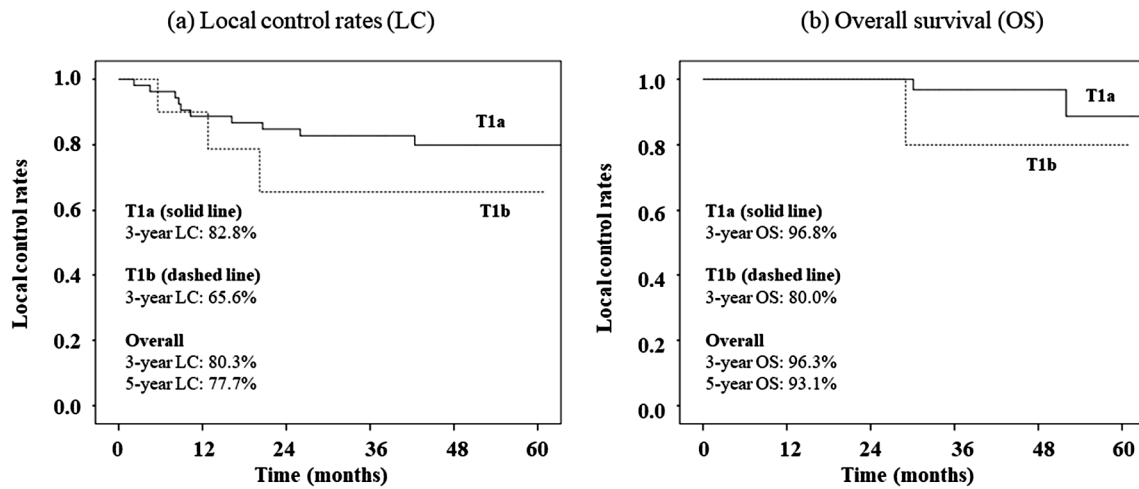 (a) Local control rates (LC)
Local control rates
1.0
0.8
0.6
0.4
0.2
0.0
T1a
T1b
T1a (solid line)
3-year LC: 82.8%
T1b (dashed line)
3-year LC: 65.6%
Overall
3-year LC: 80.3%
5-year LC: 77.7%
0 12 24 36 48 60
Time (months)
(b) Overall survival (OS)
Local control rates
1.0
0.8
0.6
0.4
0.2
0.0
T1a
T1b
T1a (solid line)
3-year OS: 96.8%
T1b (dashed line)
3-year OS: 80.0%
Overall
3-year OS: 96.3%
5-year OS: 93.1%
0 12 24 36 48 60
Time (months)